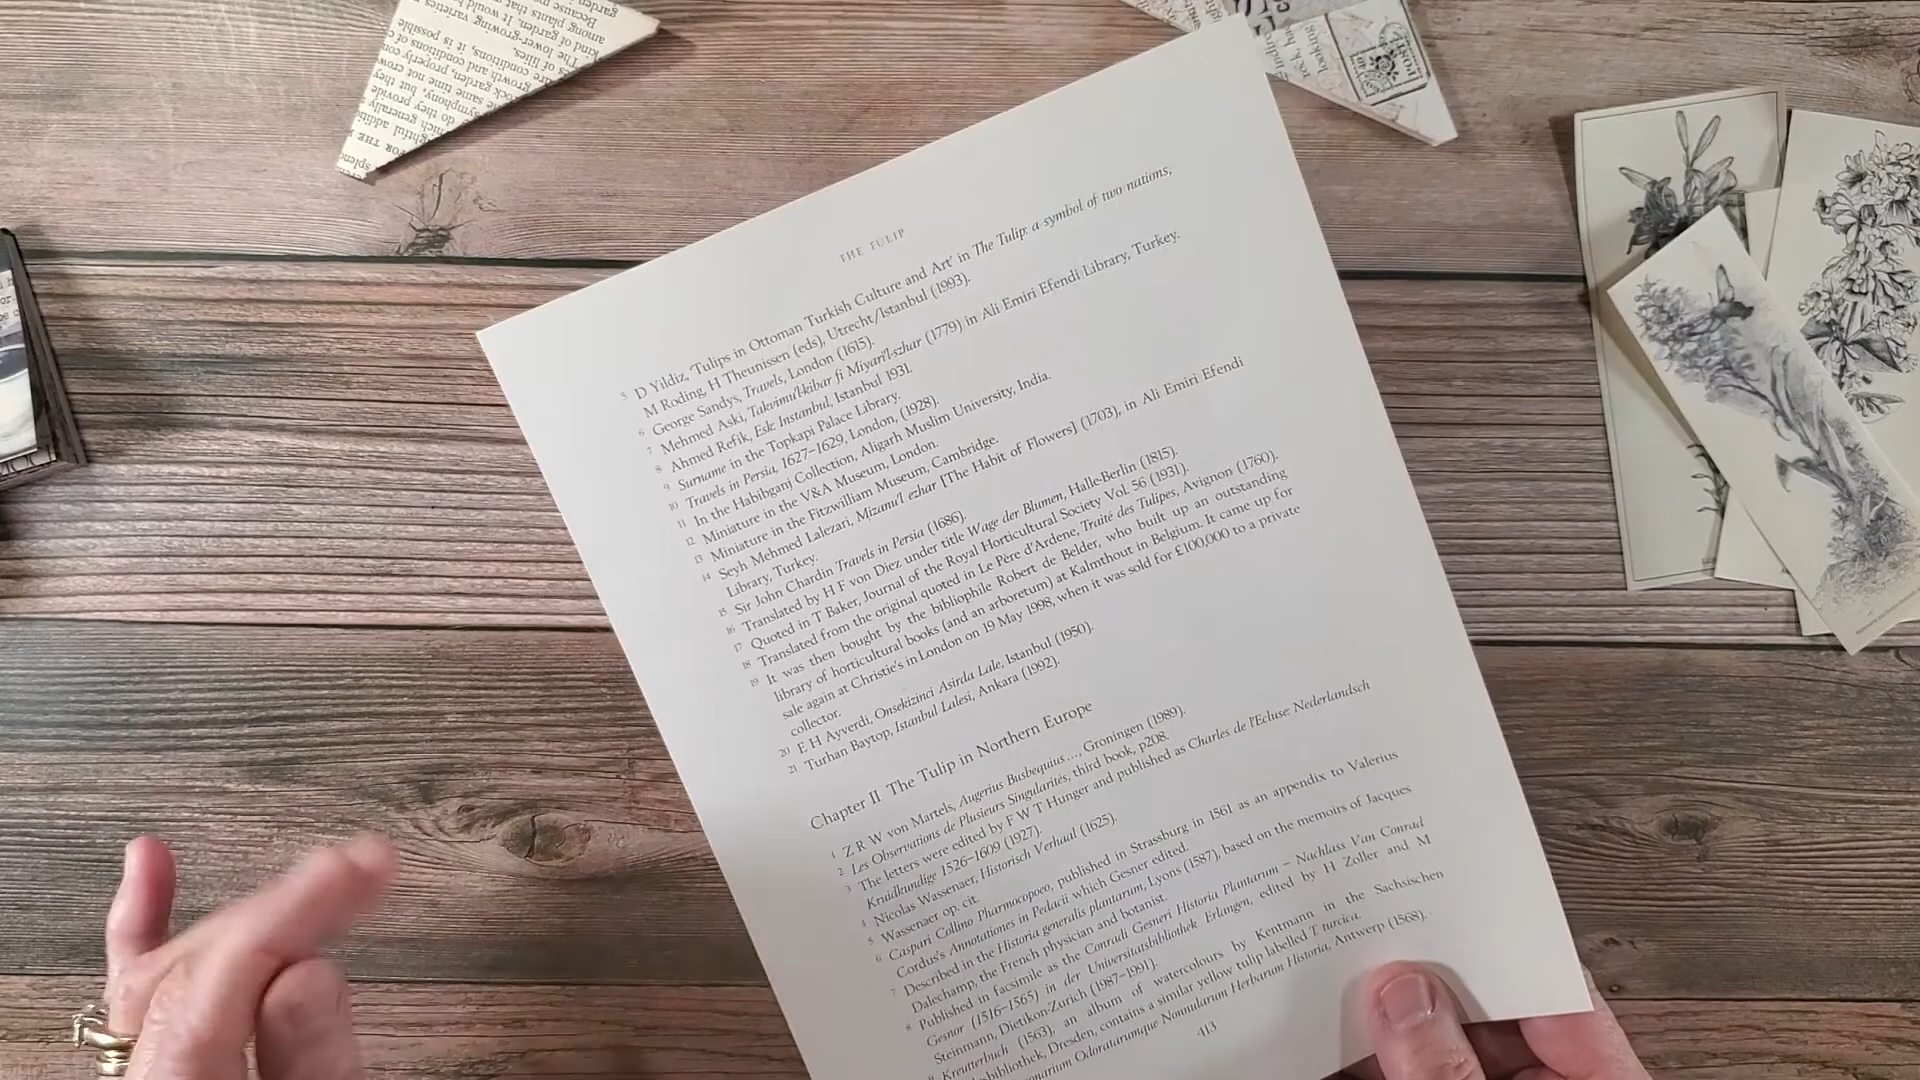 THE TULIP
5 D Yildiz, 'Tulips in Ottoman Turkish Culture and Art' in The Tulip: a symbol of two nations,
M Roding, H Theunissen (eds), Utrecht/Istanbul (1993).
6 George Sandys, Travels, London (1615).
7 Mehmed Aski, Takvimu'l-kibar fi Miyari'l-szhar (1779) in Ali Emiri Efendi Library, Turkey.
8 Ahmed Refik, Eski Instanbul, Istanbul 1931.
9 Surname in the Topkapi Palace Library.
10 Travels in Persia, 1627–1629, London, (1928).
11 In the Habibganj Collection, Aligarh Muslim University, India.
12 Miniature in the V&A Museum, London.
13 Miniature in the Fitzwilliam Museum, Cambridge.
14 Seyh Mehmed Lalezari, Mizanu'l ezhar [The Habit of Flowers] (1703), in Ali Emiri Efendi
Library, Turkey.
15 Sir John Chardin Travels in Persia (1686).
16 Translated by H F von Diez under title Wage der Blumen, Halle-Berlin (1815).
17 Quoted in T Baker, Journal of the Royal Horticultural Society Vol. 56 (1931).
18 Translated from the original quoted in Le Père d'Ardene, Traité des Tulipes, Avignon (1760).
19 It was then bought by the bibliophile Robert de Belder, who built up an outstanding
library of horticultural books (and an arboretum) at Kalmthout in Belgium. It came up for
sale again at Christie's in London on 19 May 1998, when it was sold for £100,000 to a private
collector.
20 E H Ayverdi, Onsekizinci Asirda Lale, Istanbul (1950).
21 Turhan Baytop, Istanbul Lalesi, Ankara (1992).
Chapter II The Tulip in Northern Europe
1 Z R W von Martels, Augerius Busbequius…, Groningen (1989).
2 Les Observations de Plusieurs Singularités, third book, p208.
3 The letters were edited by F W T Hunger and published as Charles de l'Ecluse: Nederlandsch
Kruidkundige 1526–1609 (1927).
4 Nicolas Wassenaer, Historisch Verhaal (1625).
5 Wassenaer op. cit.
6 Caspari Collino Pharmocopoeo, published in Strassburg in 1561 as an appendix to Valerius
Cordus's Annotationes in Pedacii which Gesner edited.
7 Described in the Historia generalis plantarum, Lyons (1587), based on the memoirs of Jacques
Dalechamp, the French physician and botanist.
8 Published in facsimile as the Conradi Gesneri Historia Plantarum – Nachlass Van Conrad
Gesnor (1516–1565) in der Universitatsbibliothek Erlangen, edited by H Zoller and M
Steinmann, Dietikon-Zurich (1987–1991).
Kreutterbuch (1563), an album of watercolours by Kentmann in the Sachsischen
desbibliothek, Dresden, contains a similar yellow tulip labelled T. turcica.
Coronarium Odoratarumque Nonnularum Herbarum Historia, Antwerp (1568).
413